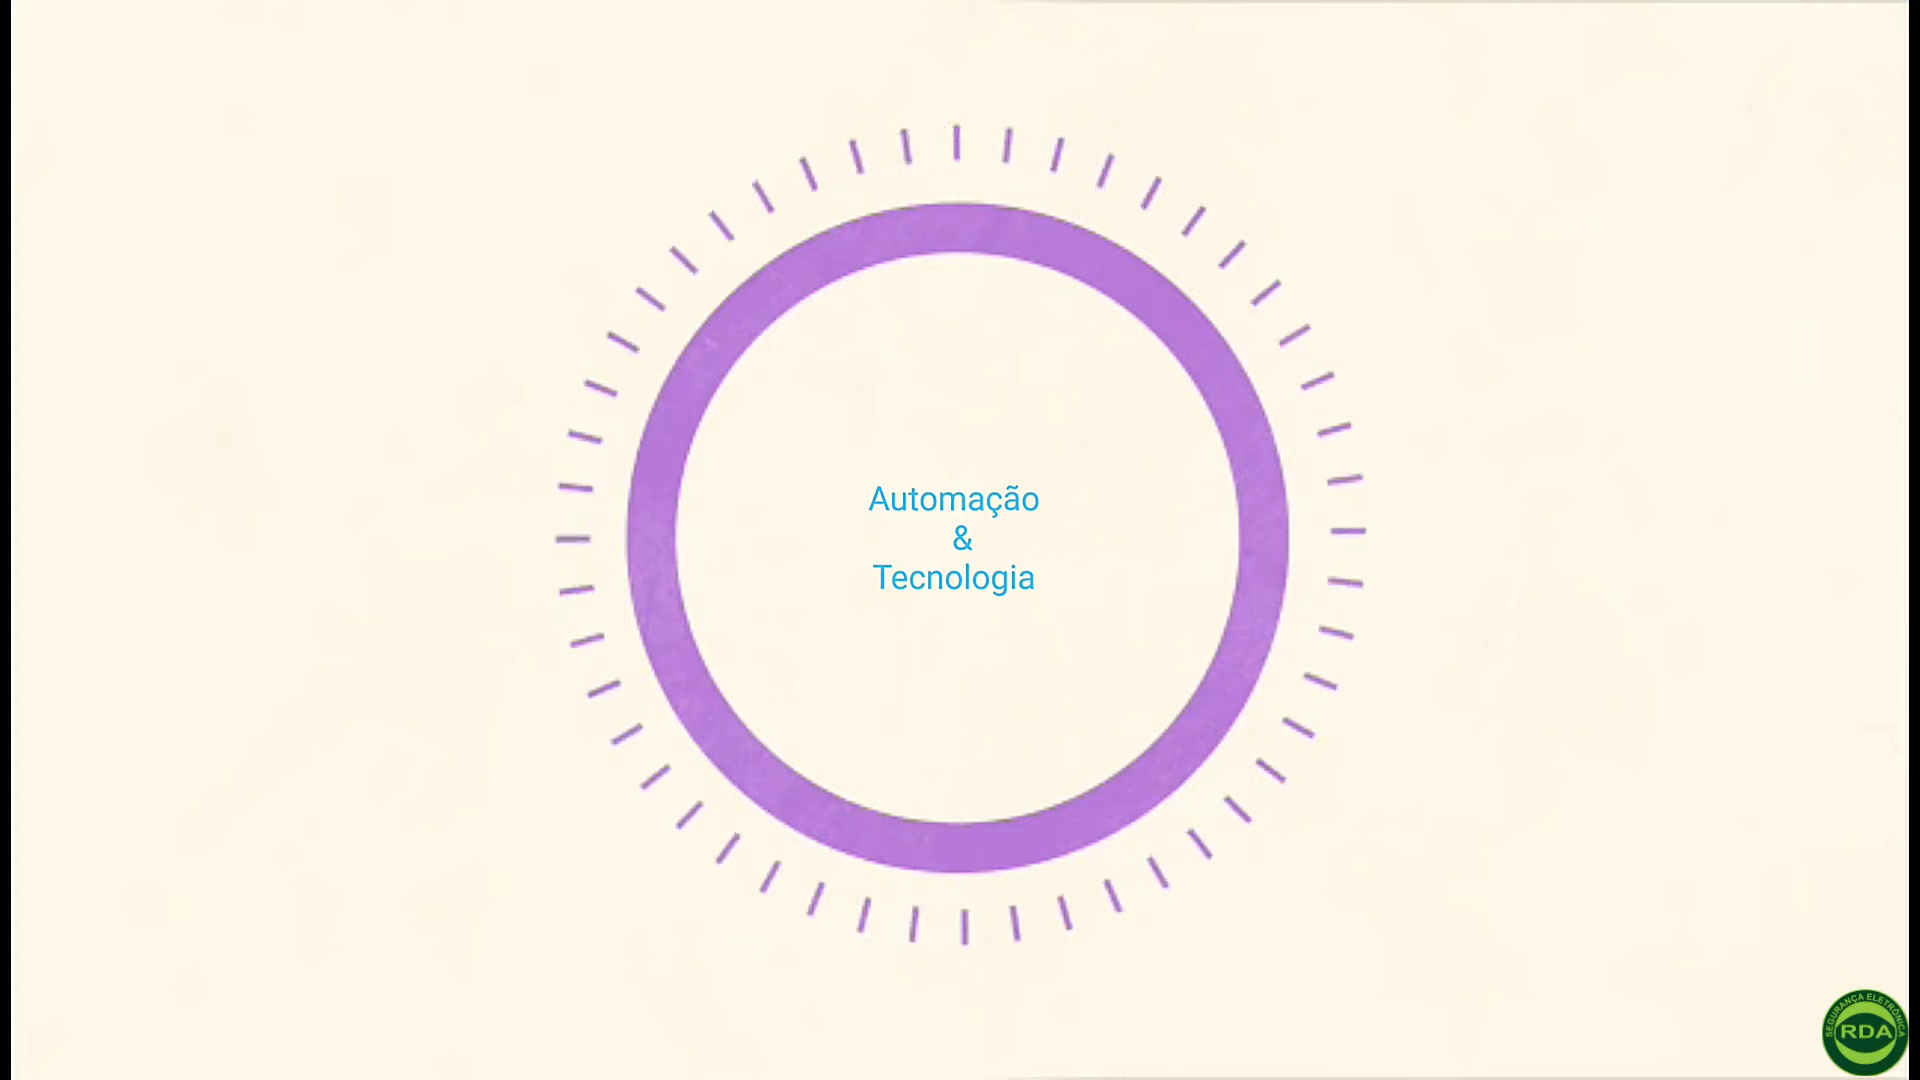 Automação
&
Tecnologia
SEGURANÇA ELETRÔNICA
RDA